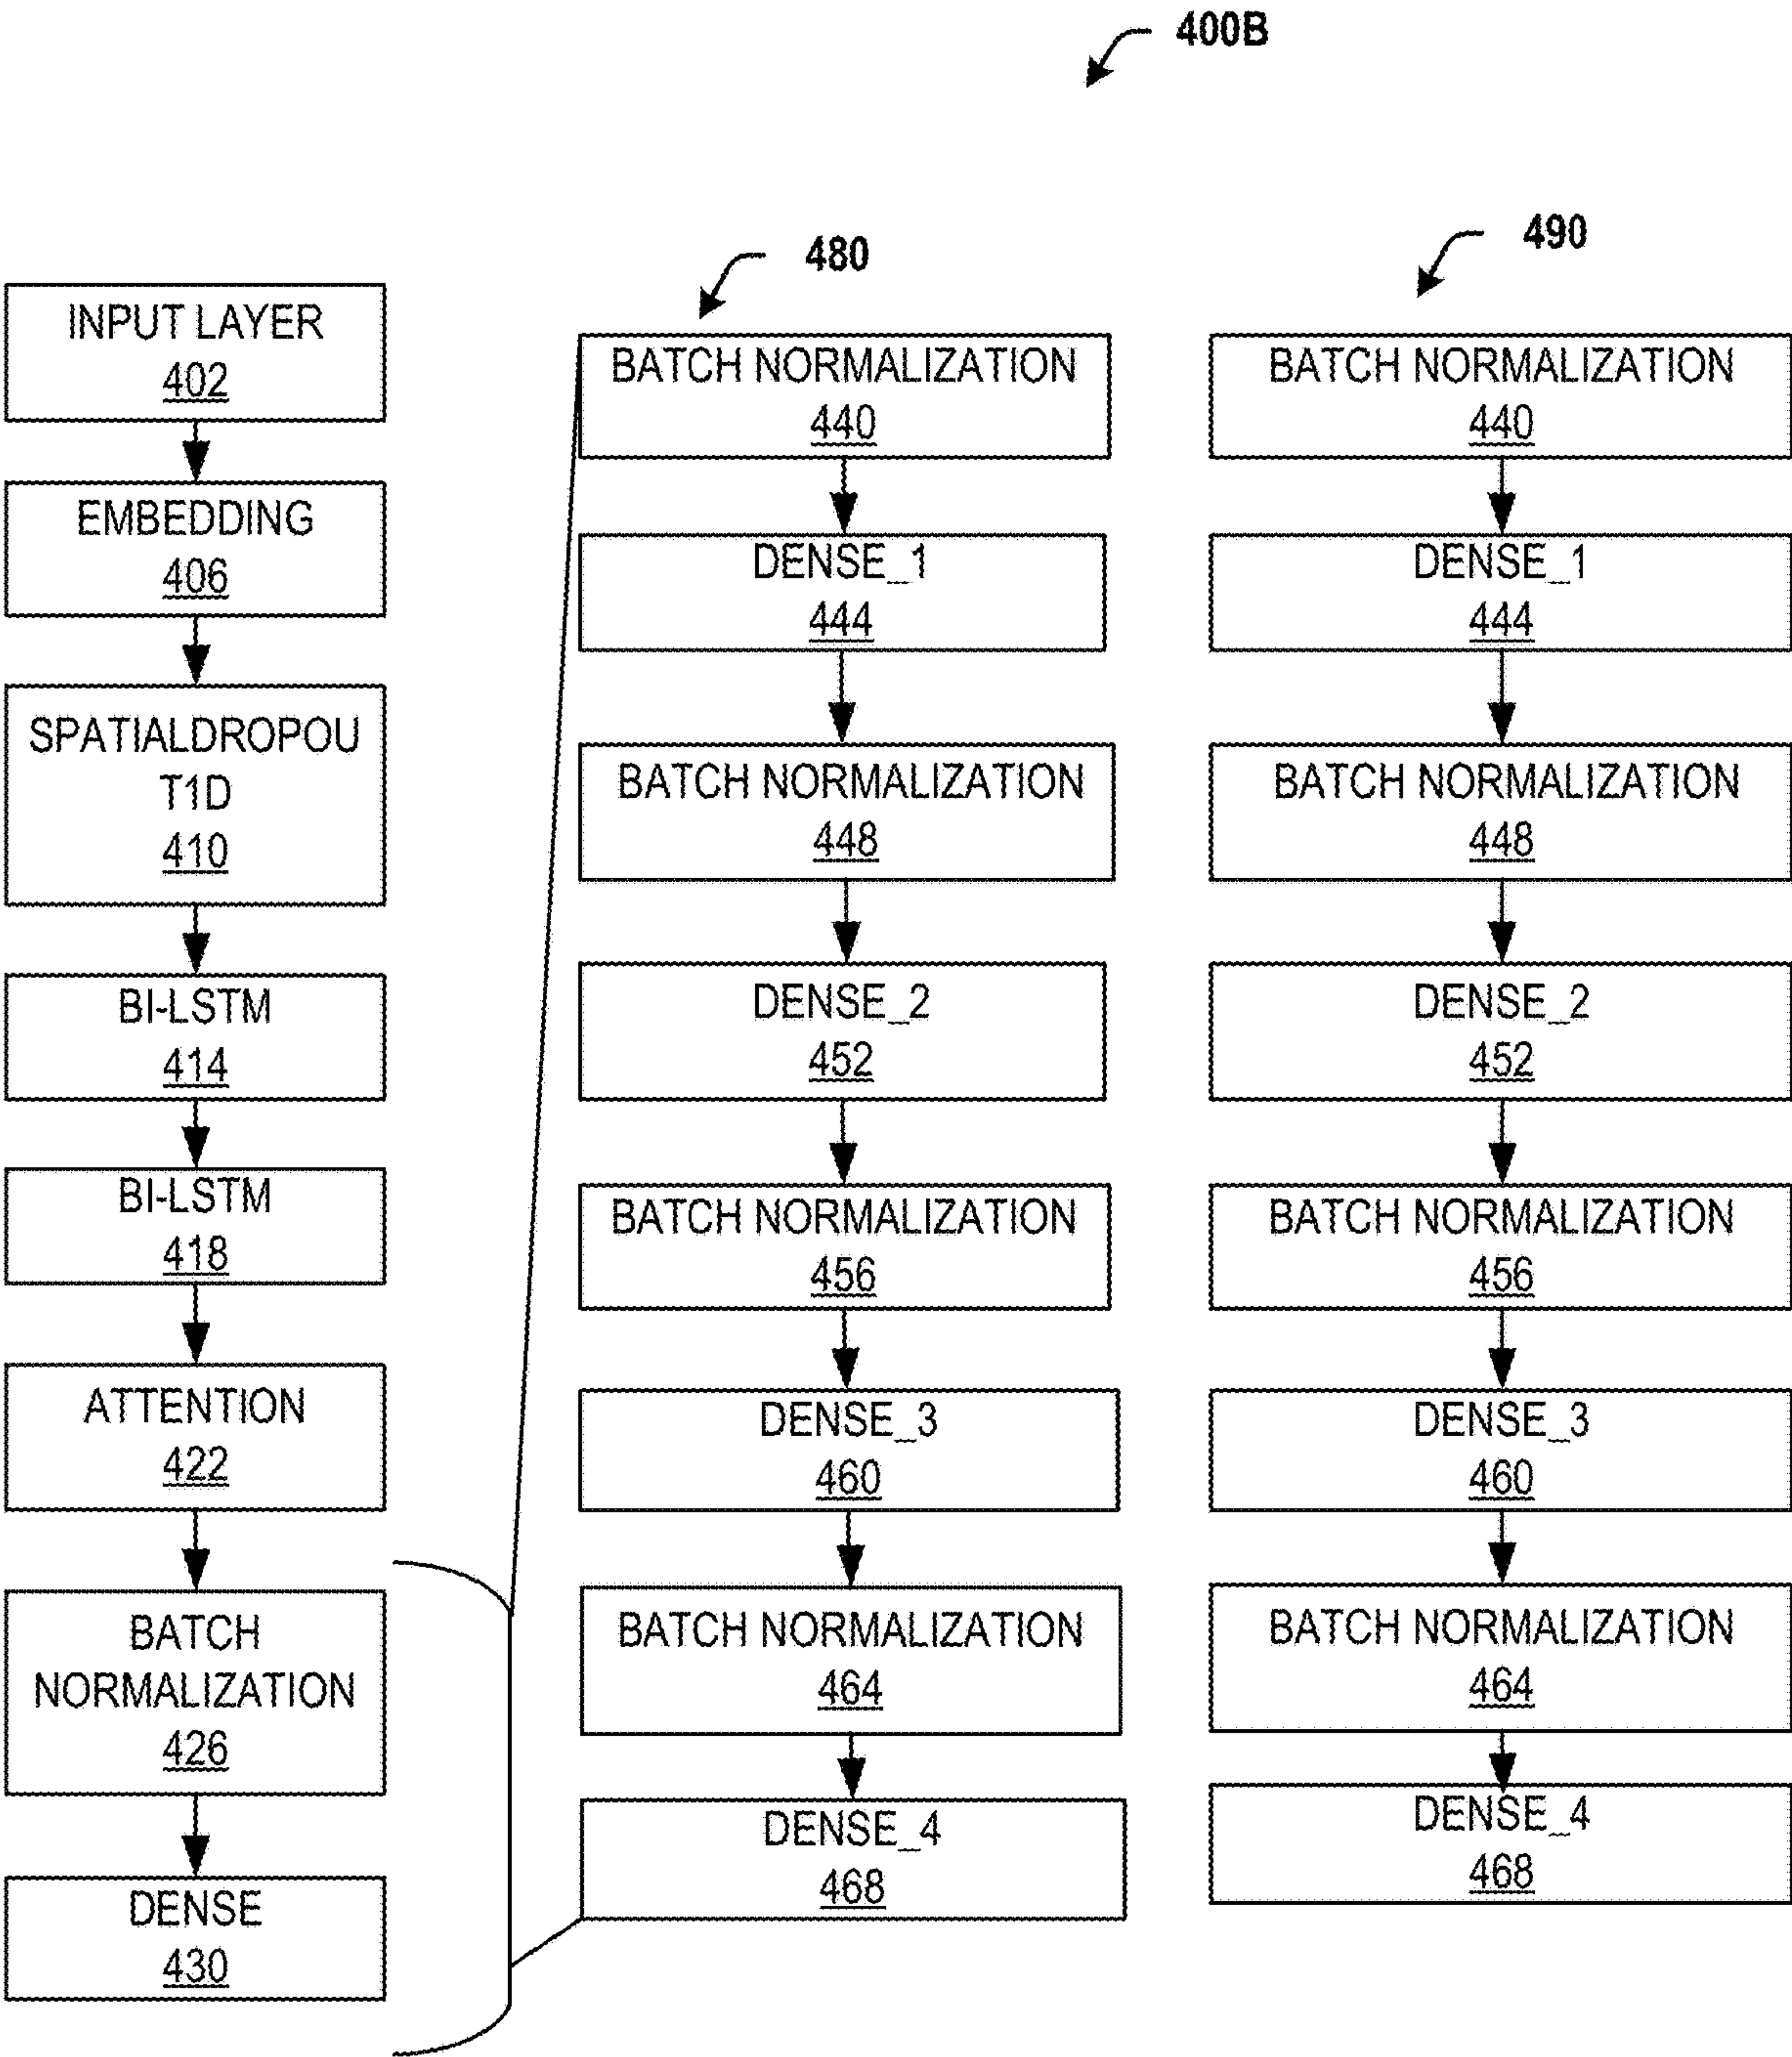 400B
480
490
INPUT LAYER
402
EMBEDDING
406
SPATIALDROPOU
T1D
410
BI-LSTM
414
BI-LSTM
418
ATTENTION
422
BATCH
NORMALIZATION
426
DENSE
430
BATCH NORMALIZATION
440
DENSE_1
444
BATCH NORMALIZATION
448
DENSE_2
452
BATCH NORMALIZATION
456
DENSE_3
460
BATCH NORMALIZATION
464
DENSE_4
468
BATCH NORMALIZATION
440
DENSE_1
444
BATCH NORMALIZATION
448
DENSE_2
452
BATCH NORMALIZATION
456
DENSE_3
460
BATCH NORMALIZATION
464
DENSE_4
468